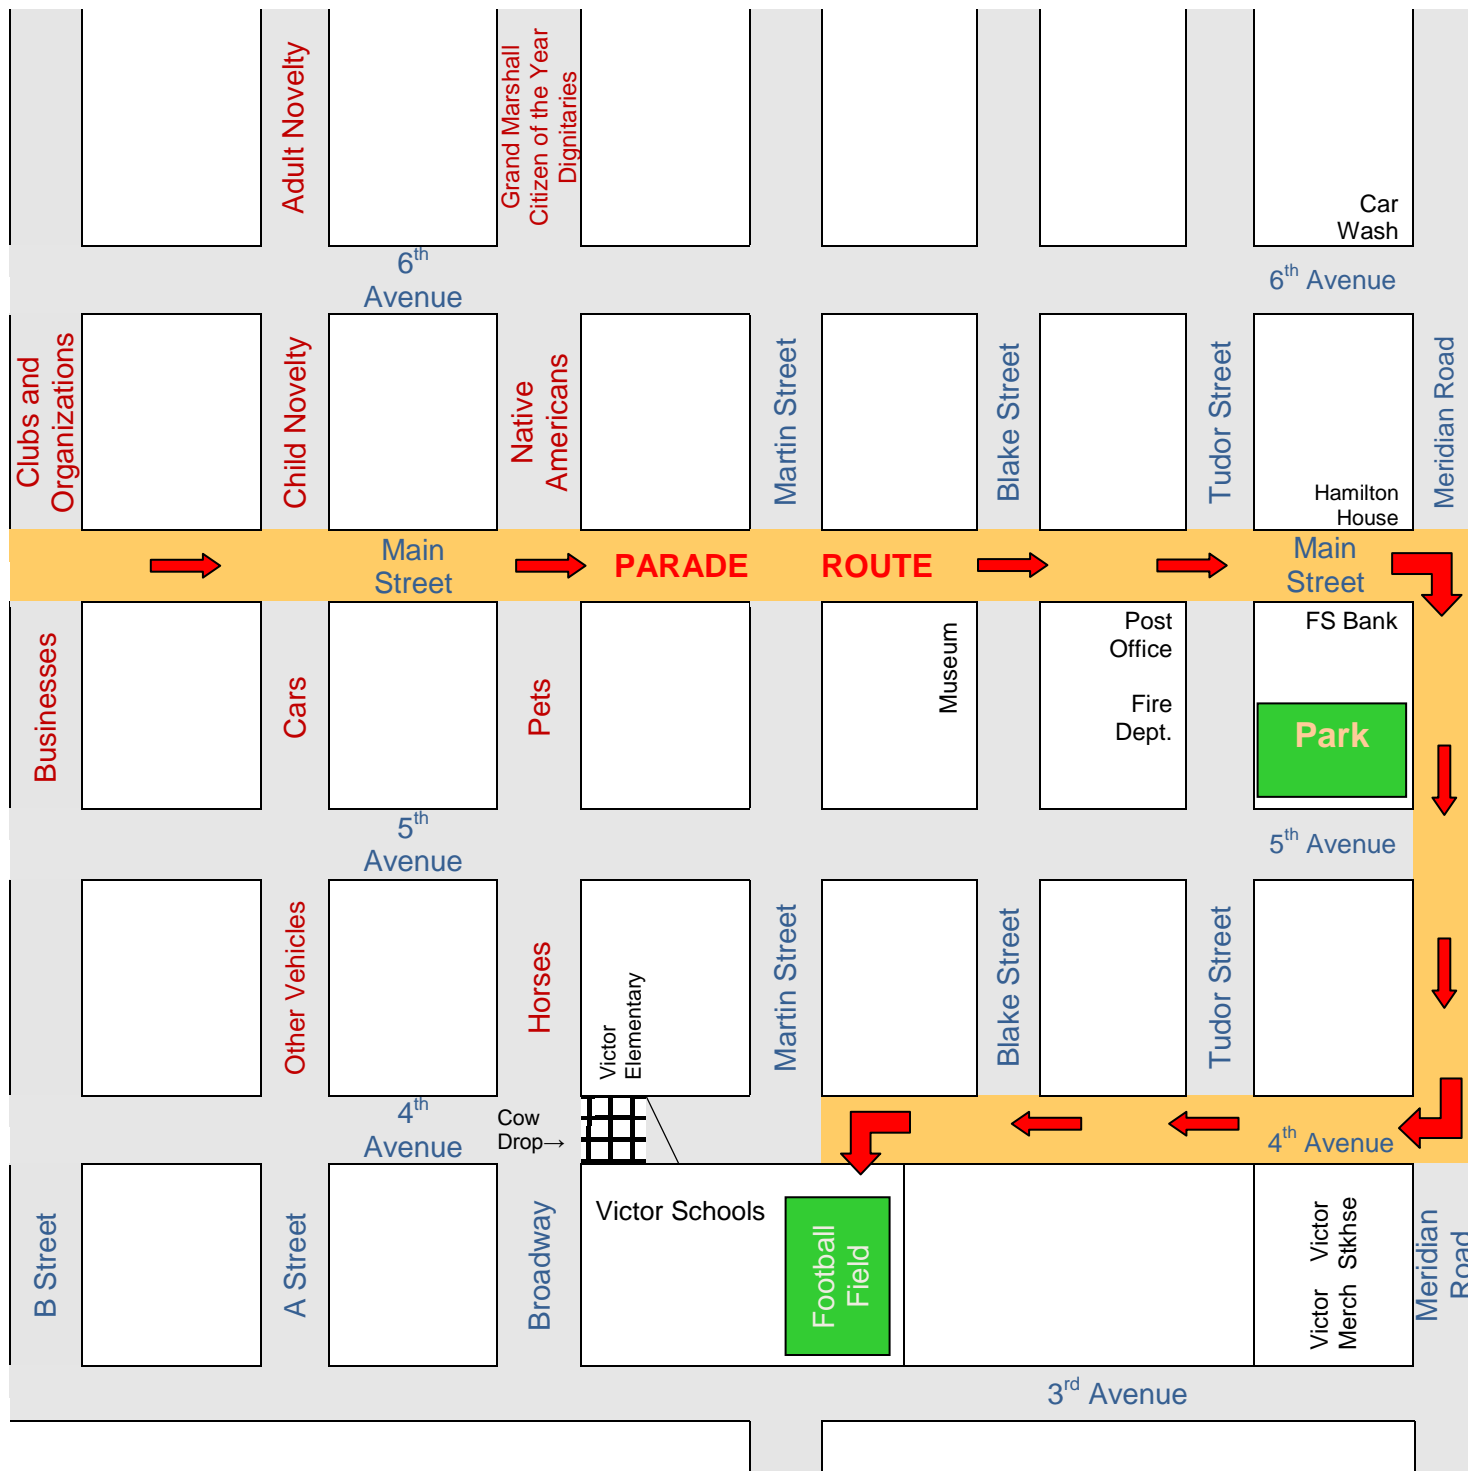 Adult Novelty
Grand Marshall
Citizen of the Year
Dignitaries
Car
Wash
6th
Avenue
6th Avenue
Clubs and
Organizations
Child Novelty
Native
Americans
Martin Street
Blake Street
Tudor Street
Meridian Road
Hamilton
House
Main
Street
PARADE ROUTE
Main
Street
Businesses
Cars
Pets
Museum
Post
Office
Fire
Dept.
FS Bank
Park
5th
Avenue
5th Avenue
Other Vehicles
Horses
Victor
Elementary
Martin Street
Blake Street
Tudor Street
4th
Avenue
Cow
Drop→
4th Avenue
B Street
A Street
Broadway
Victor Schools
Football
Field
Victor Victor
Merch Stkhse
Meridian
Road
3rd Avenue